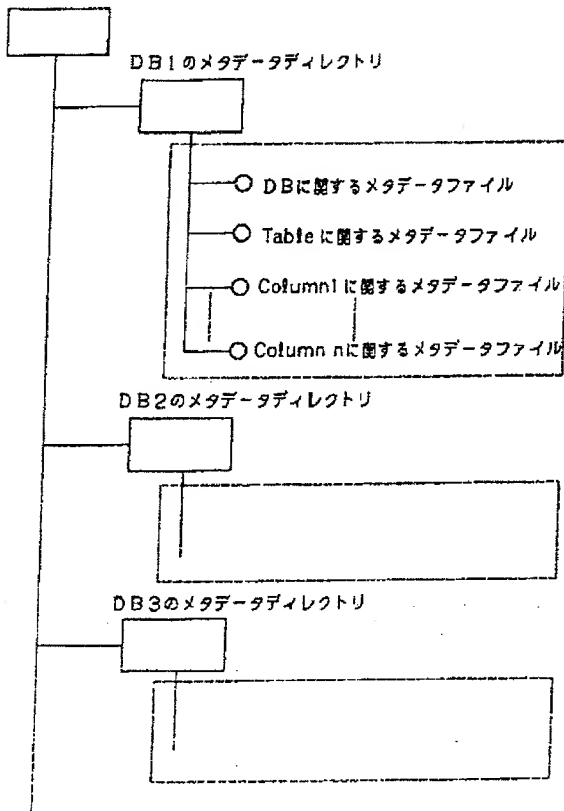 DB1のメタデータディレクトリ
DBに関するメタデータファイル
Tableに関するメタデータファイル
Column1に関するメタデータファイル
Column nに関するメタデータファイル
DB2のメタデータディレクトリ
DB3のメタデータディレクトリ